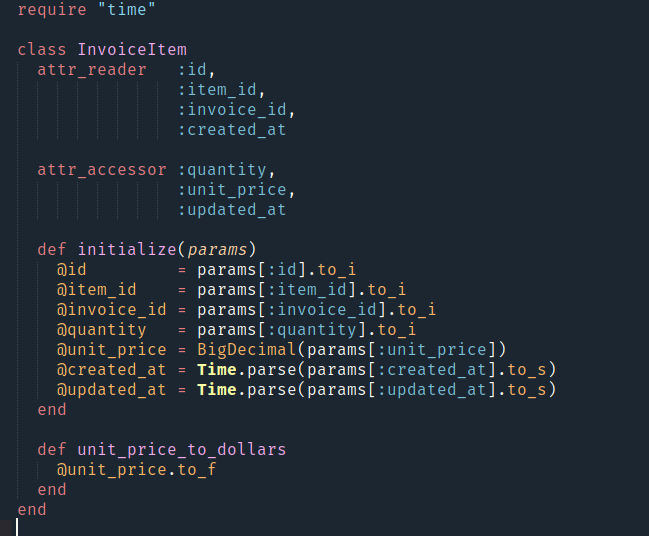 require "time"

class InvoiceItem
  attr_reader   :id,
                :item_id,
                :invoice_id,
                :created_at

  attr_accessor :quantity,
                :unit_price,
                :updated_at

  def initialize(params)
    @id         = params[:id].to_i
    @item_id    = params[:item_id].to_i
    @invoice_id = params[:invoice_id].to_i
    @quantity   = params[:quantity].to_i
    @unit_price = BigDecimal(params[:unit_price])
    @created_at = Time.parse(params[:created_at].to_s)
    @updated_at = Time.parse(params[:updated_at].to_s)
  end

  def unit_price_to_dollars
    @unit_price.to_f
  end
end